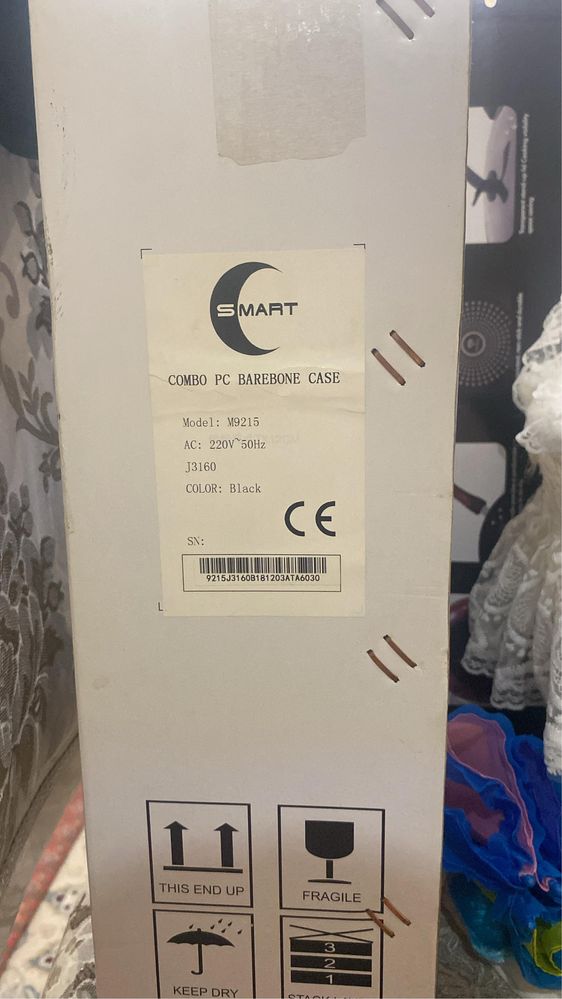 SMART
COMBO PC BAREBONE CASE
Model: M9215
AC: 220V~50Hz
J3160
COLOR: Black
CE
SN:
9215J3160B181203ATA6030
THIS END UP
FRAGILE
KEEP DRY
3
2
1